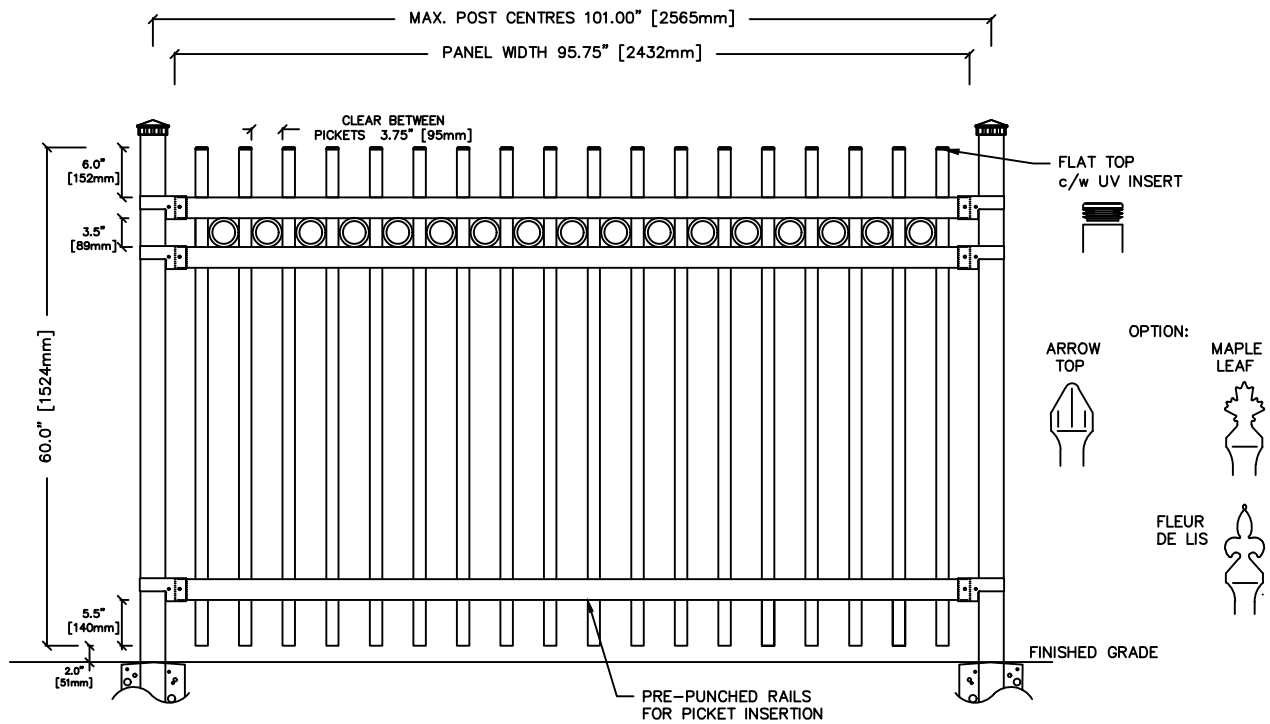 MAX. POST CENTRES 101.00" [2565mm]
PANEL WIDTH 95.75" [2432mm]
CLEAR BETWEEN
PICKETS 3.75" [95mm]
6.0"
[152mm]
3.5"
[89mm]
60.0" [1524mm]
5.5"
[140mm]
2.0"
[51mm]
FLAT TOP
c/w UV INSERT
OPTION:
ARROW
TOP
MAPLE
LEAF
FLEUR
DE LIS
FINISHED GRADE
PRE-PUNCHED RAILS
FOR PICKET INSERTION